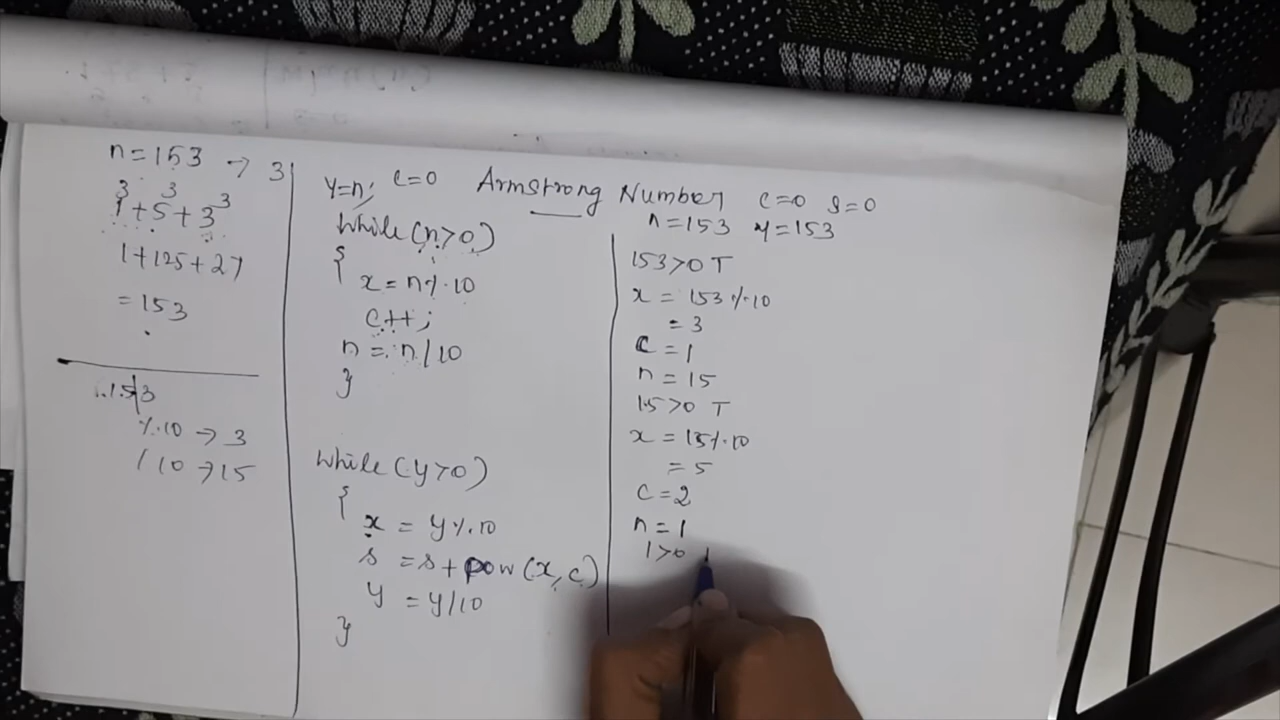 n=153 → 3
1³+5³+3³
1+125+27
=153
153
%10 → 3
/10 → 15
y=n; c=0
while(n>0)
{
x=n%10
c++;
n=n/10
}
while(y>0)
{
x = y%10
s = s+pow(x,c)
y = y/10
}
Armstrong Number c=0 s=0
n=153 y=153
153>0 T
x = 153%10
= 3
c=1
n=15
15>0 T
x = 15%10
= 5
c=2
n=1
1>0